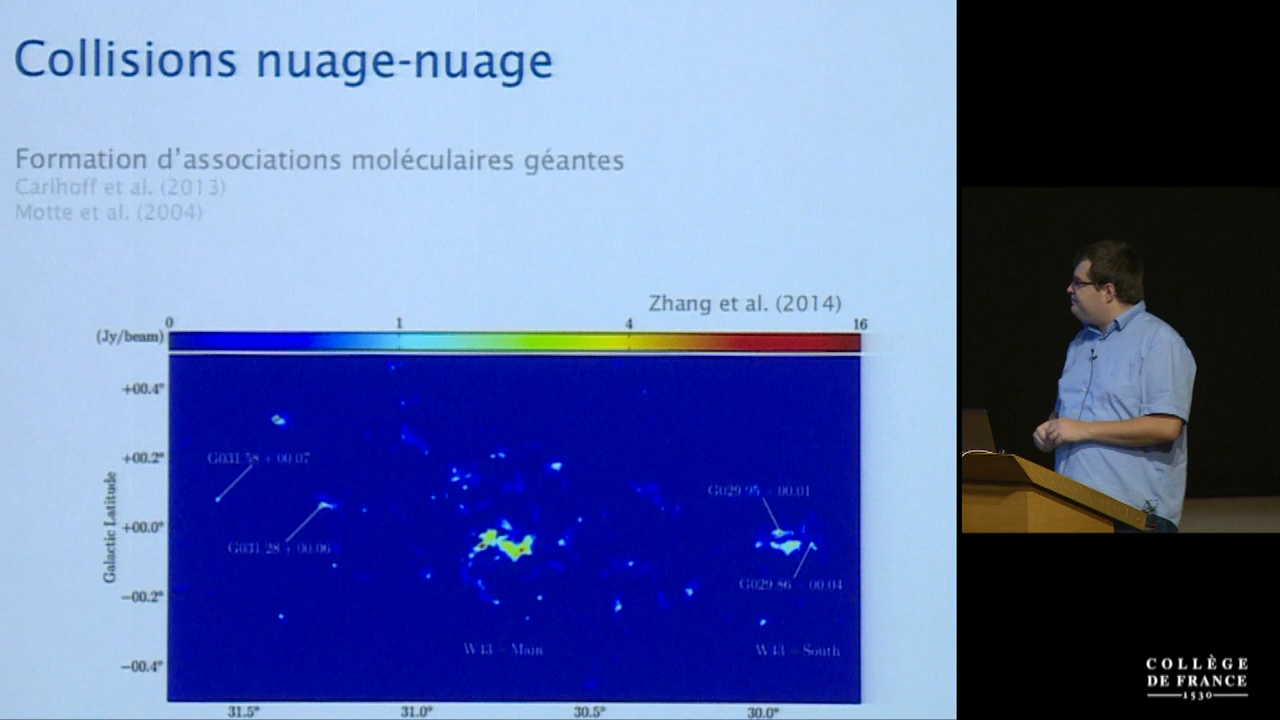 Collisions nuage-nuage
Formation d'associations moléculaires géantes
Carlhoff et al. (2013)
Motte et al. (2004)
Zhang et al. (2014)
0 1 4 16
(Jy/beam)
+00.4°
+00.2°
+00.0°
−00.2°
−00.4°
Galactic Latitude
G031.58 + 00.07
G031.28 + 00.06
G029.95 − 00.01
G029.86 − 00.04
W43 − Main
W43 − South
31.5° 31.0° 30.5° 30.0°
COLLÈGE
DE FRANCE
1530